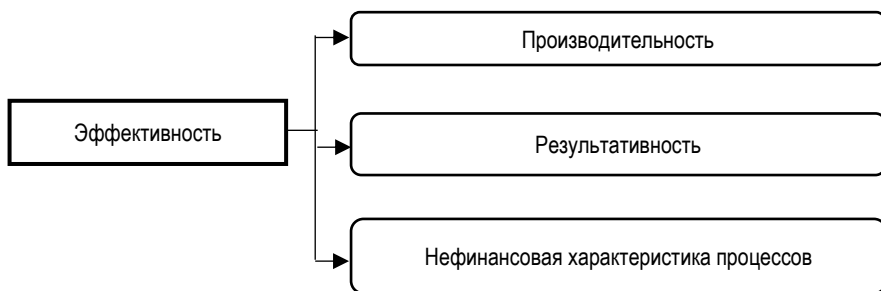 Производительность
Эффективность
Результативность
Нефинансовая характеристика процессов